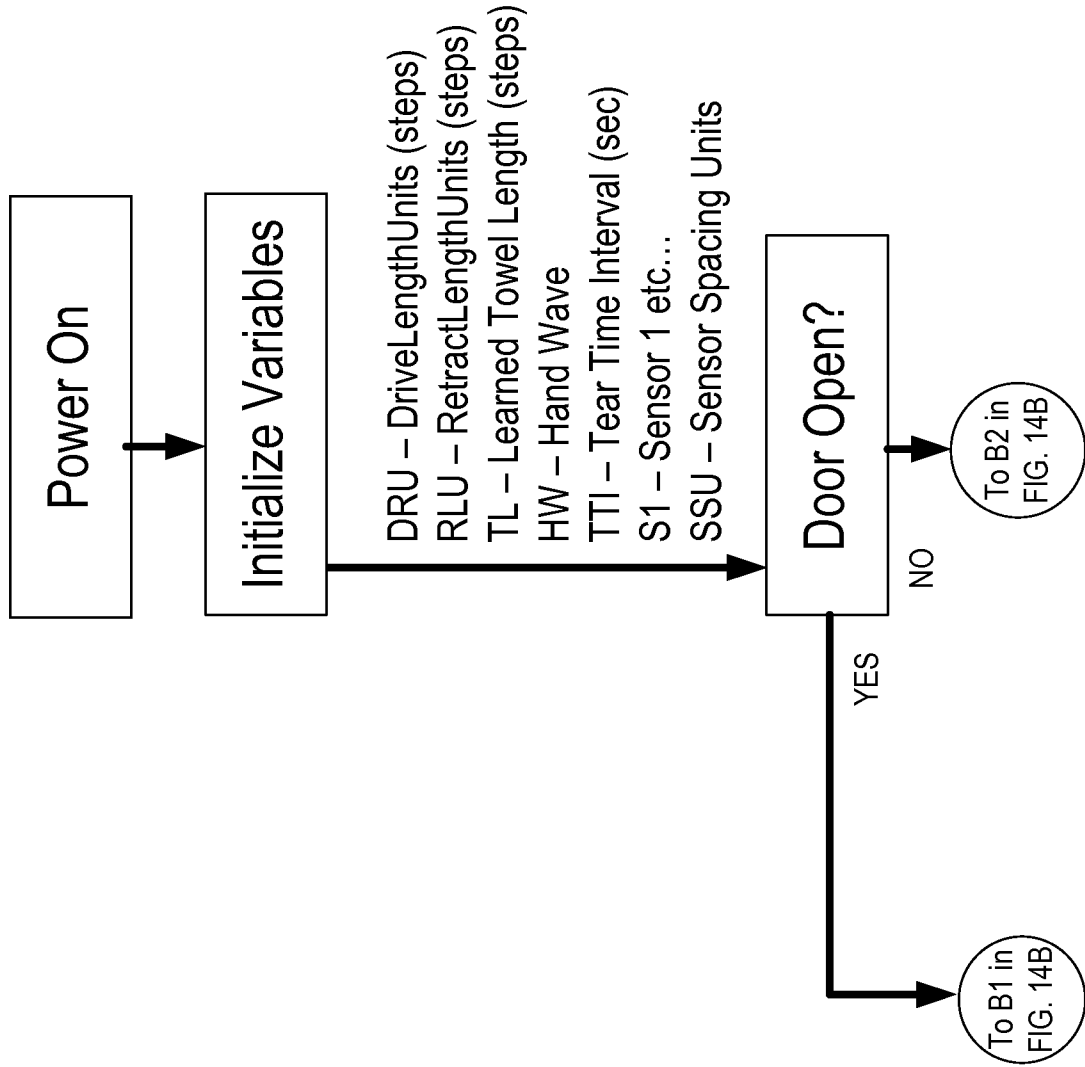 Power On
Initialize Variables
DRU – DriveLengthUnits (steps)
RLU – RetractLengthUnits (steps)
TL – Learned Towel Length (steps)
HW – Hand Wave
TTI – Tear Time Interval (sec)
S1 – Sensor 1 etc...
SSU – Sensor Spacing Units
Door Open?
YES
NO
To B1 in
FIG. 14B
To B2 in
FIG. 14B